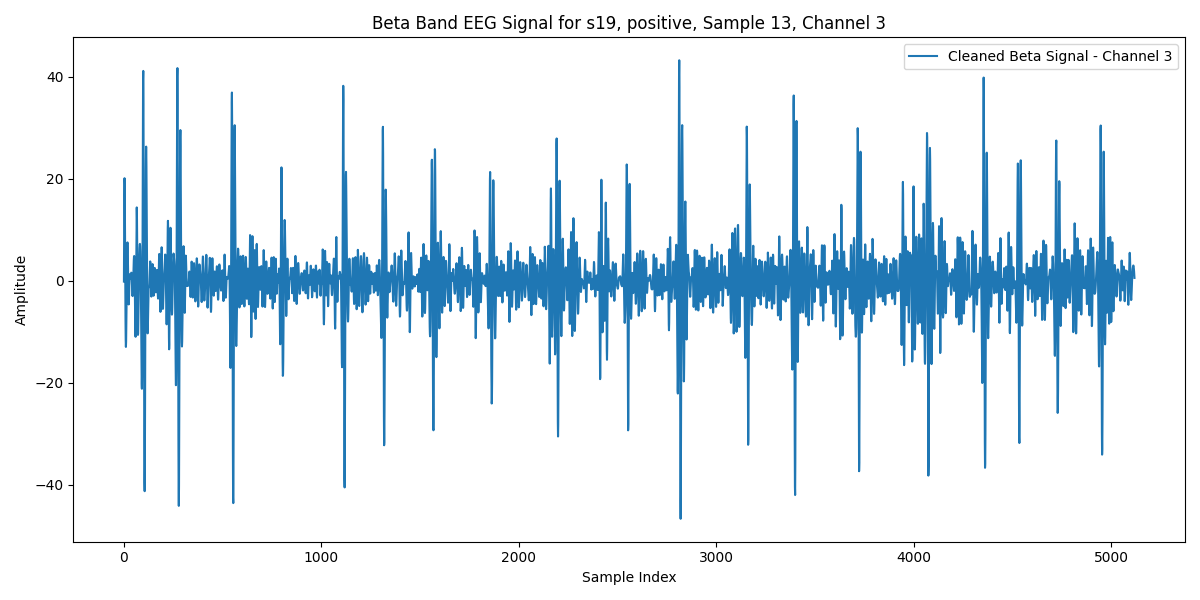 Beta Band EEG Signal for s19, positive, Sample 13, Channel 3
Cleaned Beta Signal - Channel 3
Amplitude
40
20
0
−20
−40
0 1000 2000 3000 4000 5000
Sample Index